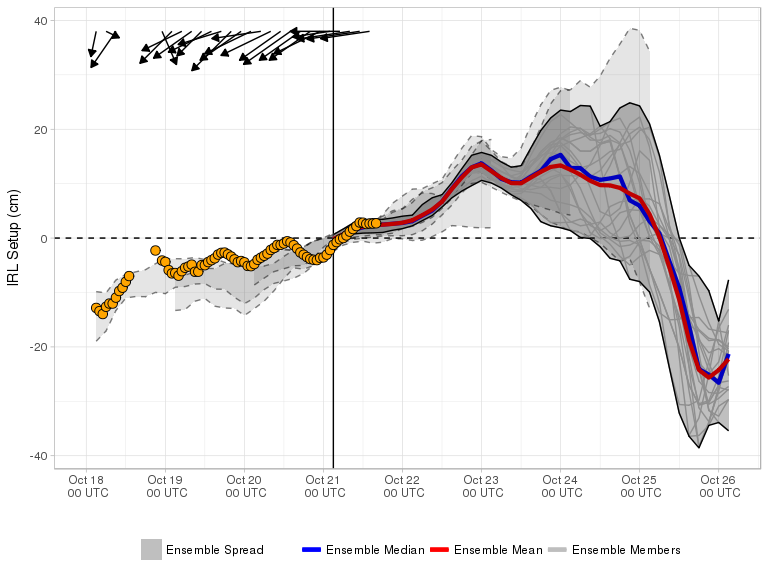 IRL Setup (cm)
40
20
0
-20
-40
Oct 18 Oct 19 Oct 20 Oct 21 Oct 22 Oct 23 Oct 24 Oct 25 Oct 26
00 UTC 00 UTC 00 UTC 00 UTC 00 UTC 00 UTC 00 UTC 00 UTC 00 UTC
Ensemble Spread Ensemble Median Ensemble Mean Ensemble Members